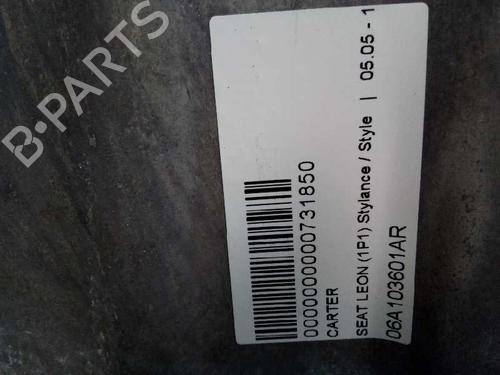 B-PARTS
0000000000731850
CARTER
SEAT LEON (1P1) Stylance / Style | 05.05 - 1
06A103601AR